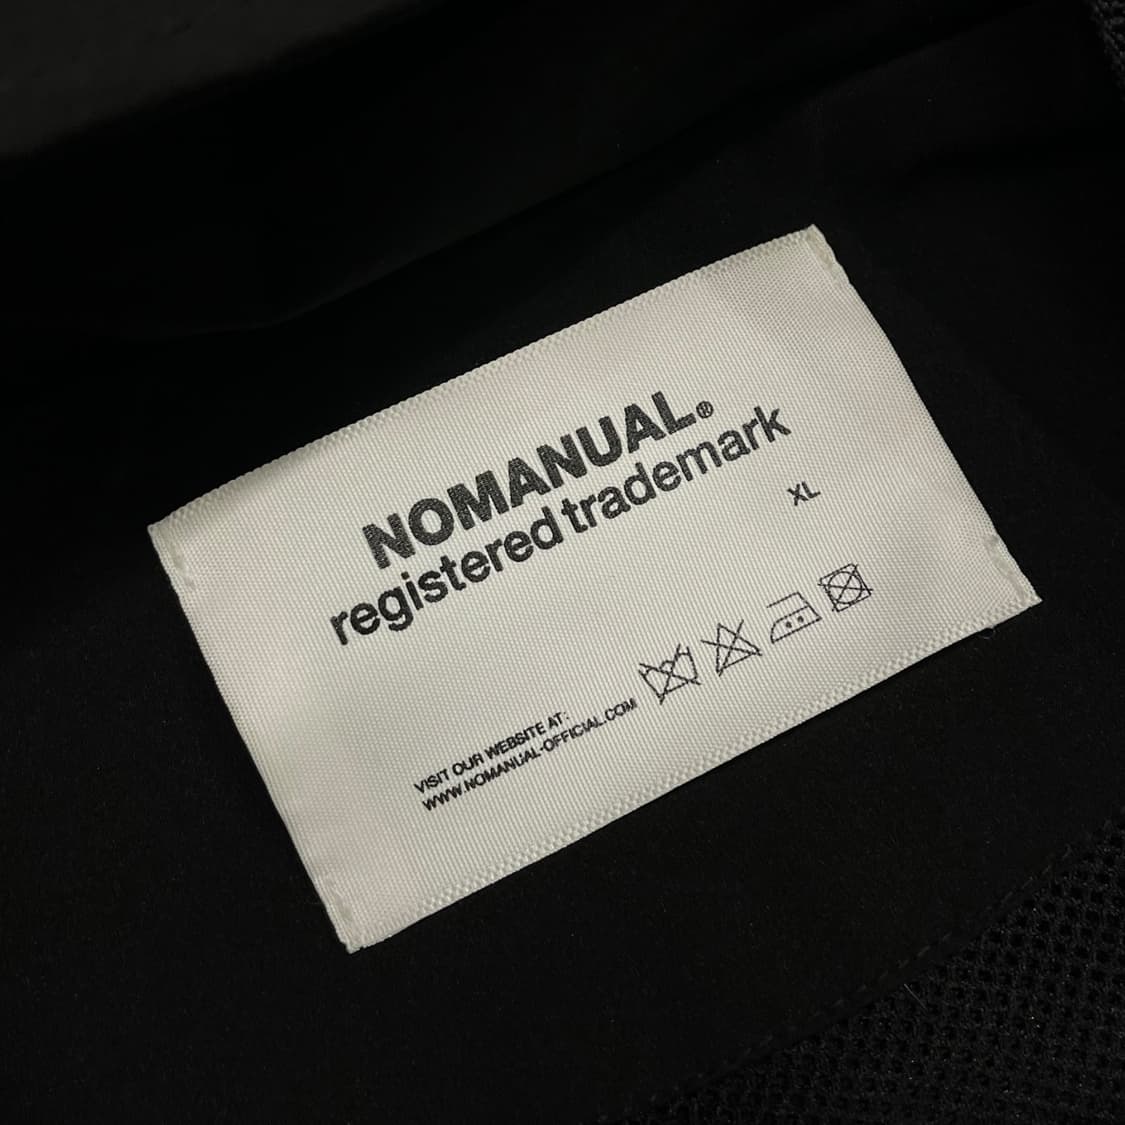 NOMANUAL®
registered trademark
XL
VISIT OUR WEBSITE AT:
WWW.NOMANUAL-OFFICIAL.COM